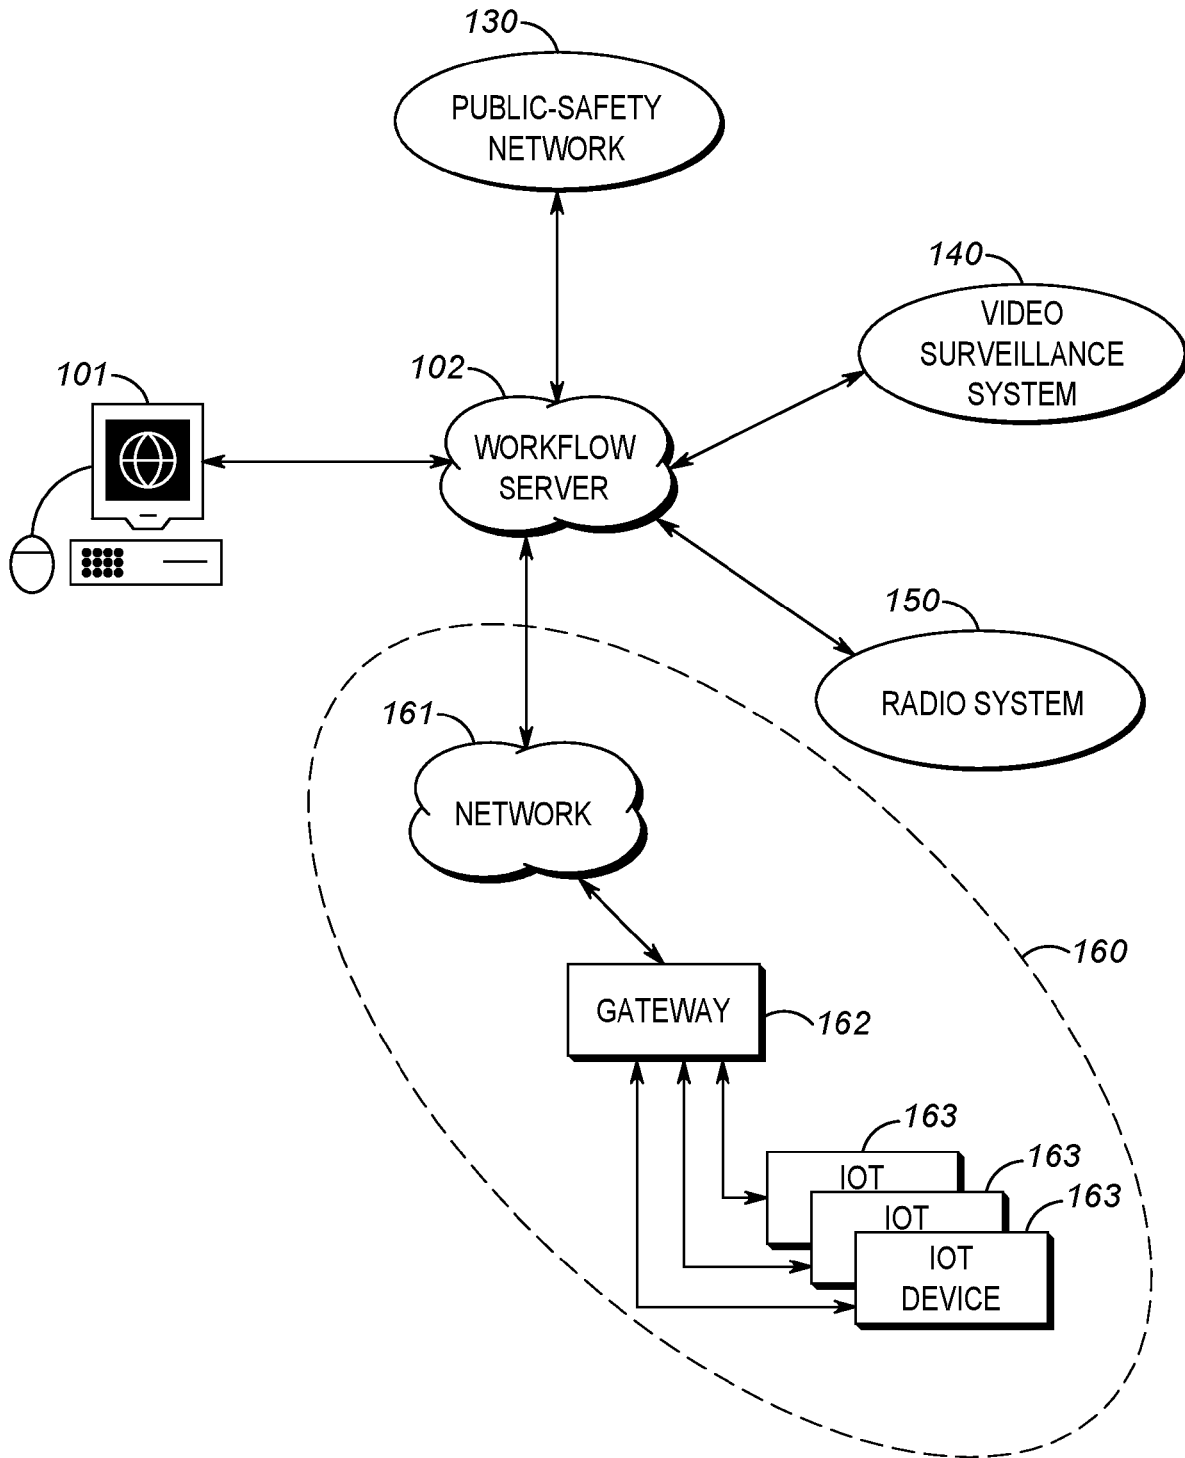 130
PUBLIC-SAFETY
NETWORK
140
VIDEO
SURVEILLANCE
SYSTEM
101
102
WORKFLOW
SERVER
150
RADIO SYSTEM
161
NETWORK
160
GATEWAY
162
163
IOT
163
IOT
163
IOT
DEVICE